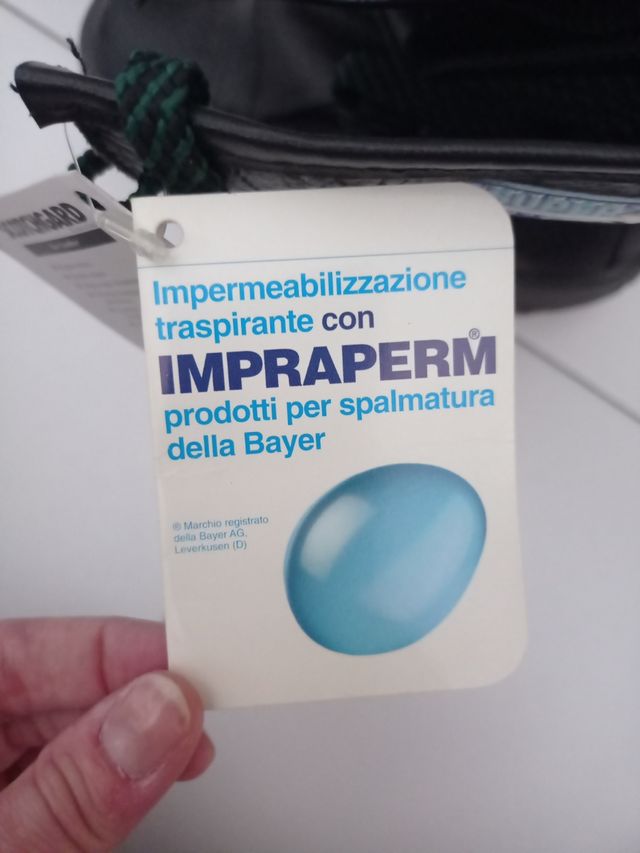 Impermeabilizzazione
traspirante con
IMPRAPERM®
prodotti per spalmatura
della Bayer
® Marchio registrato
della Bayer AG,
Leverkusen (D)